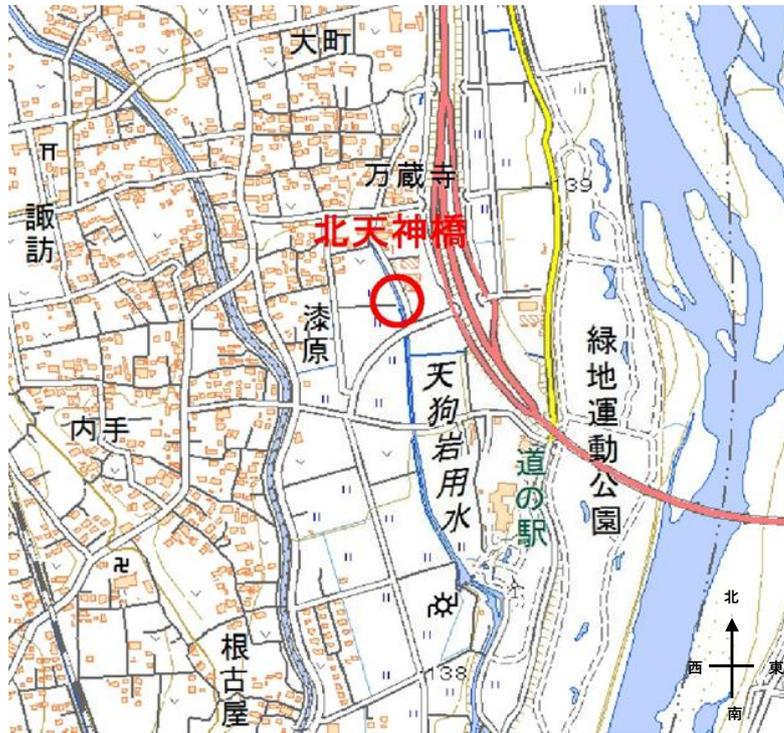 大町
万蔵寺
139
諏訪
北天神橋
漆原
緑地運動公園
天狗岩用水
内手
道の駅
根古屋
138
北
西
東
南